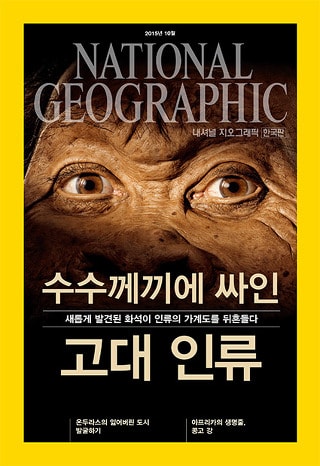 2015년 10월
NATIONAL
GEOGRAPHIC
내셔널 지오그래픽 | 한국판
수수께끼에 싸인
새롭게 발견된 화석이 인류의 가계도를 뒤흔들다
고대 인류
온두라스의 잃어버린 도시
발굴하기
아프리카의 생명줄,
콩고 강